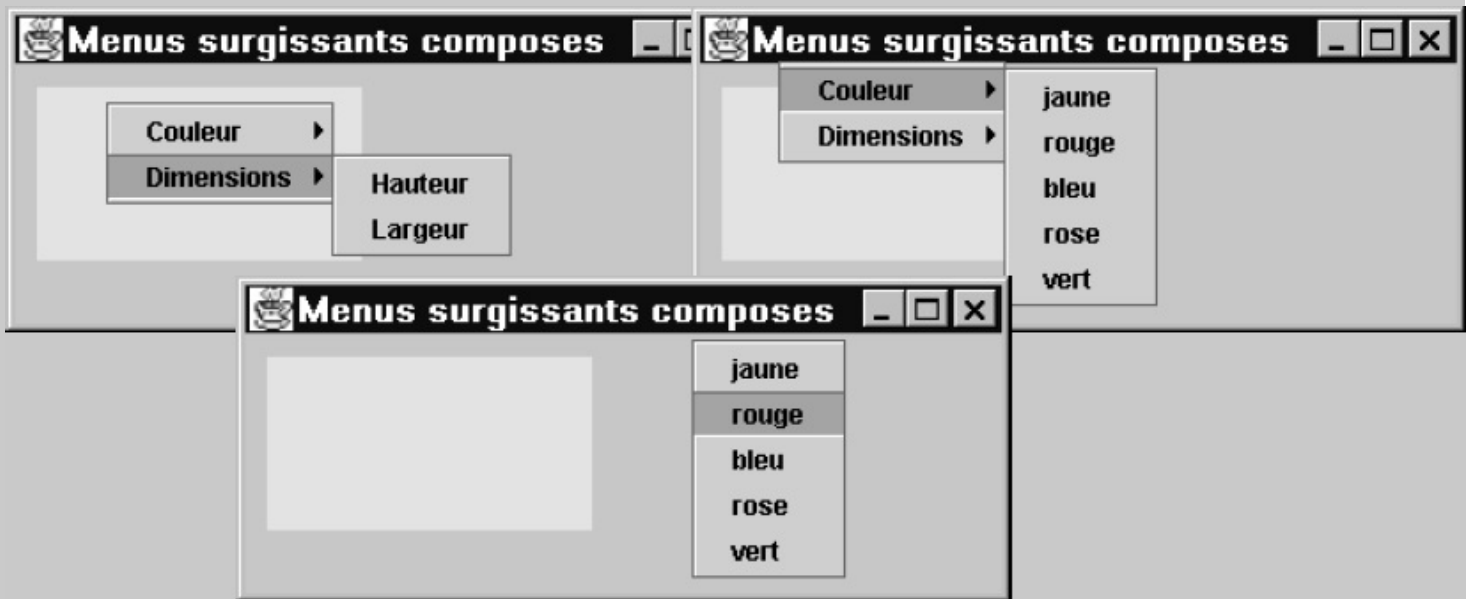 Menus surgissants composes
Couleur
Dimensions
Hauteur
Largeur
Menus surgissants composes
Couleur
Dimensions
jaune
rouge
bleu
rose
vert
Menus surgissants composes
jaune
rouge
bleu
rose
vert